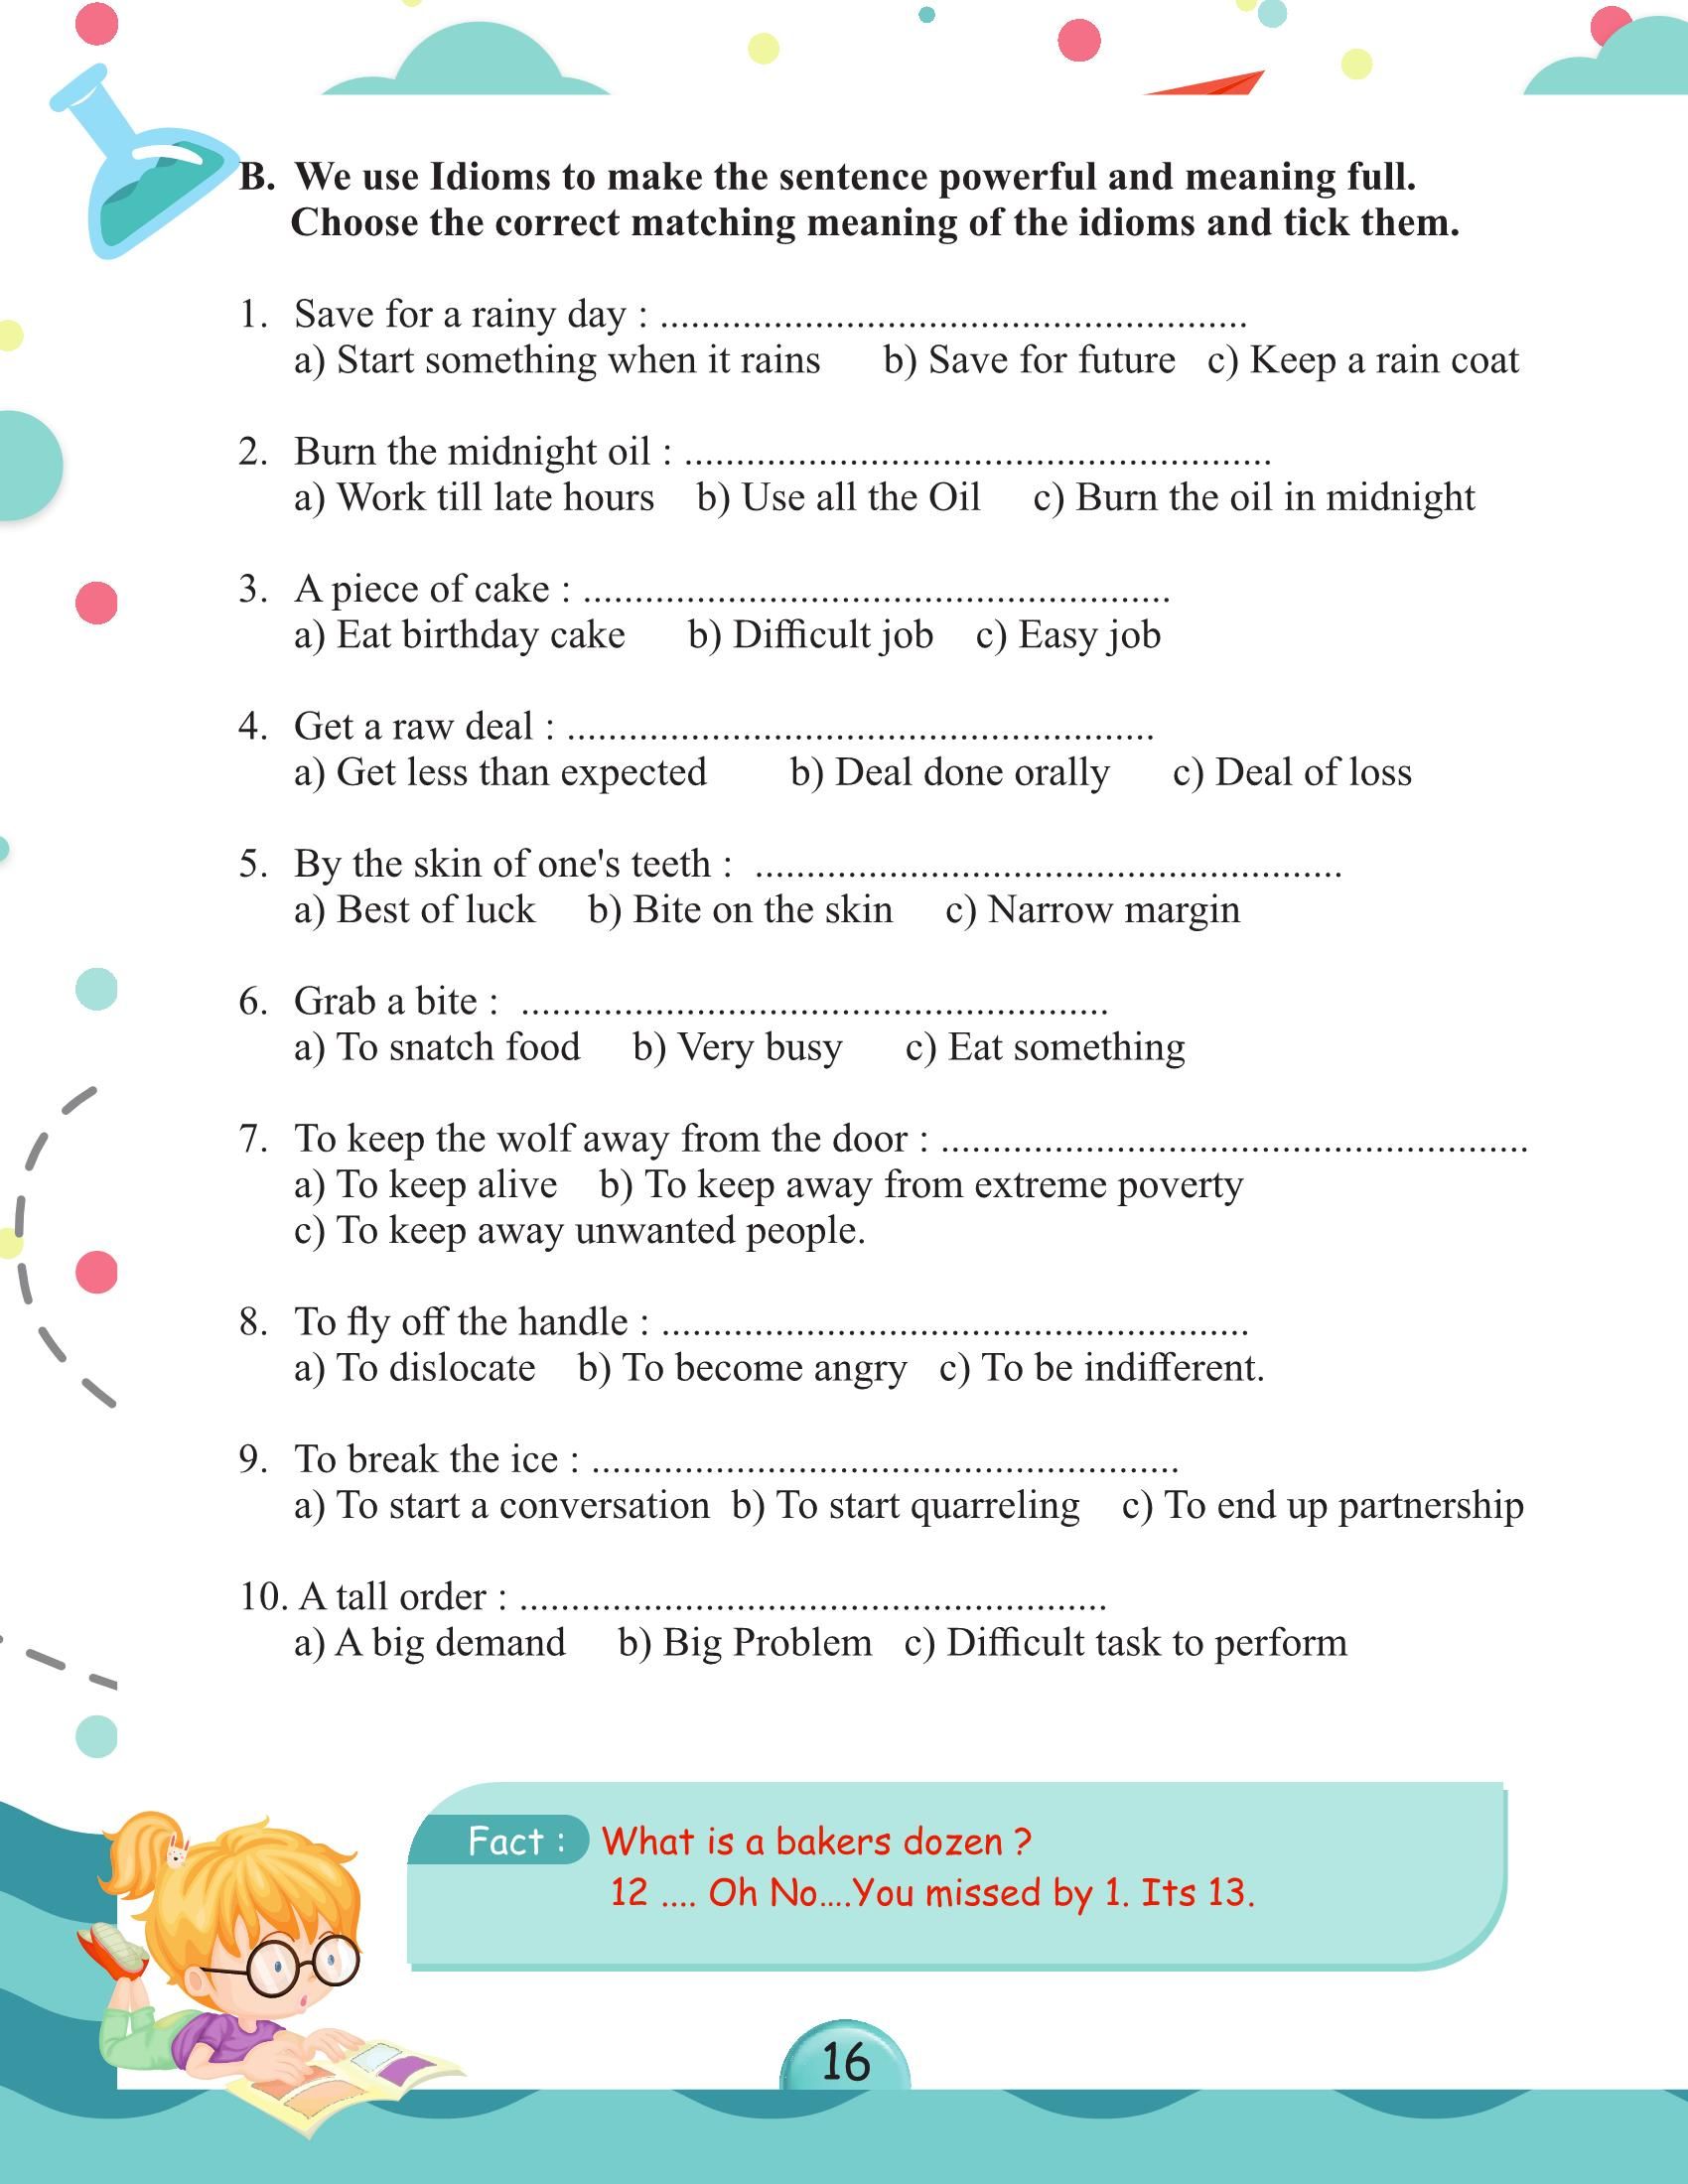 B. We use Idioms to make the sentence powerful and meaning full.
Choose the correct matching meaning of the idioms and tick them.
1. Save for a rainy day : .........................................................
a) Start something when it rains b) Save for future c) Keep a rain coat
2. Burn the midnight oil : .........................................................
a) Work till late hours b) Use all the Oil c) Burn the oil in midnight
3. A piece of cake : .........................................................
a) Eat birthday cake b) Difficult job c) Easy job
4. Get a raw deal : .........................................................
a) Get less than expected b) Deal done orally c) Deal of loss
5. By the skin of one's teeth : .........................................................
a) Best of luck b) Bite on the skin c) Narrow margin
6. Grab a bite : .........................................................
a) To snatch food b) Very busy c) Eat something
7. To keep the wolf away from the door : .........................................................
a) To keep alive b) To keep away from extreme poverty
c) To keep away unwanted people.
8. To fly off the handle : .........................................................
a) To dislocate b) To become angry c) To be indifferent.
9. To break the ice : .........................................................
a) To start a conversation b) To start quarreling c) To end up partnership
10. A tall order : .........................................................
a) A big demand b) Big Problem c) Difficult task to perform
Fact : What is a bakers dozen ?
12 .... Oh No....You missed by 1. Its 13.
16